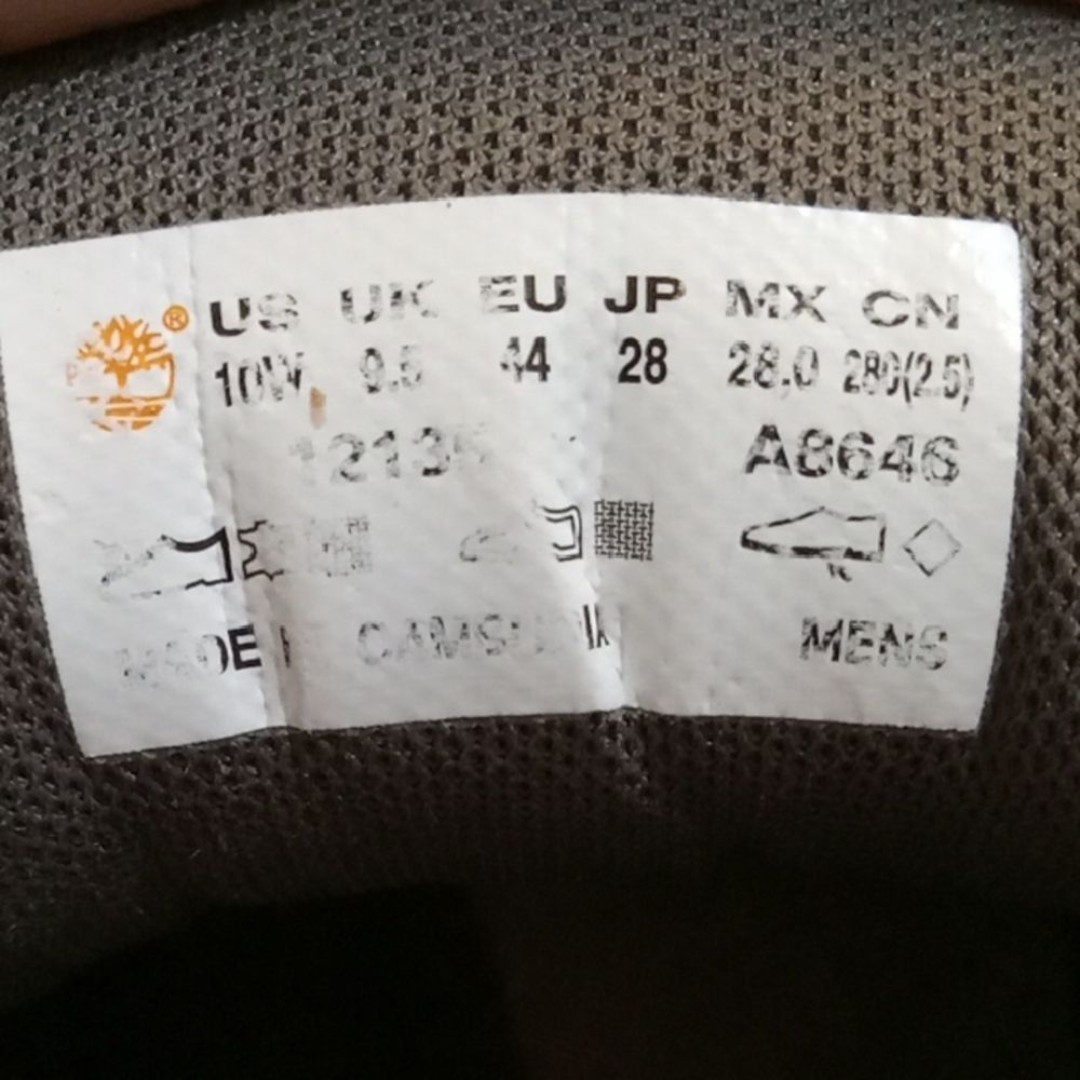 ® US UK EU JP MX CN
10W 9.5 44 28 28.0 280(2.5)
A8646
MENS